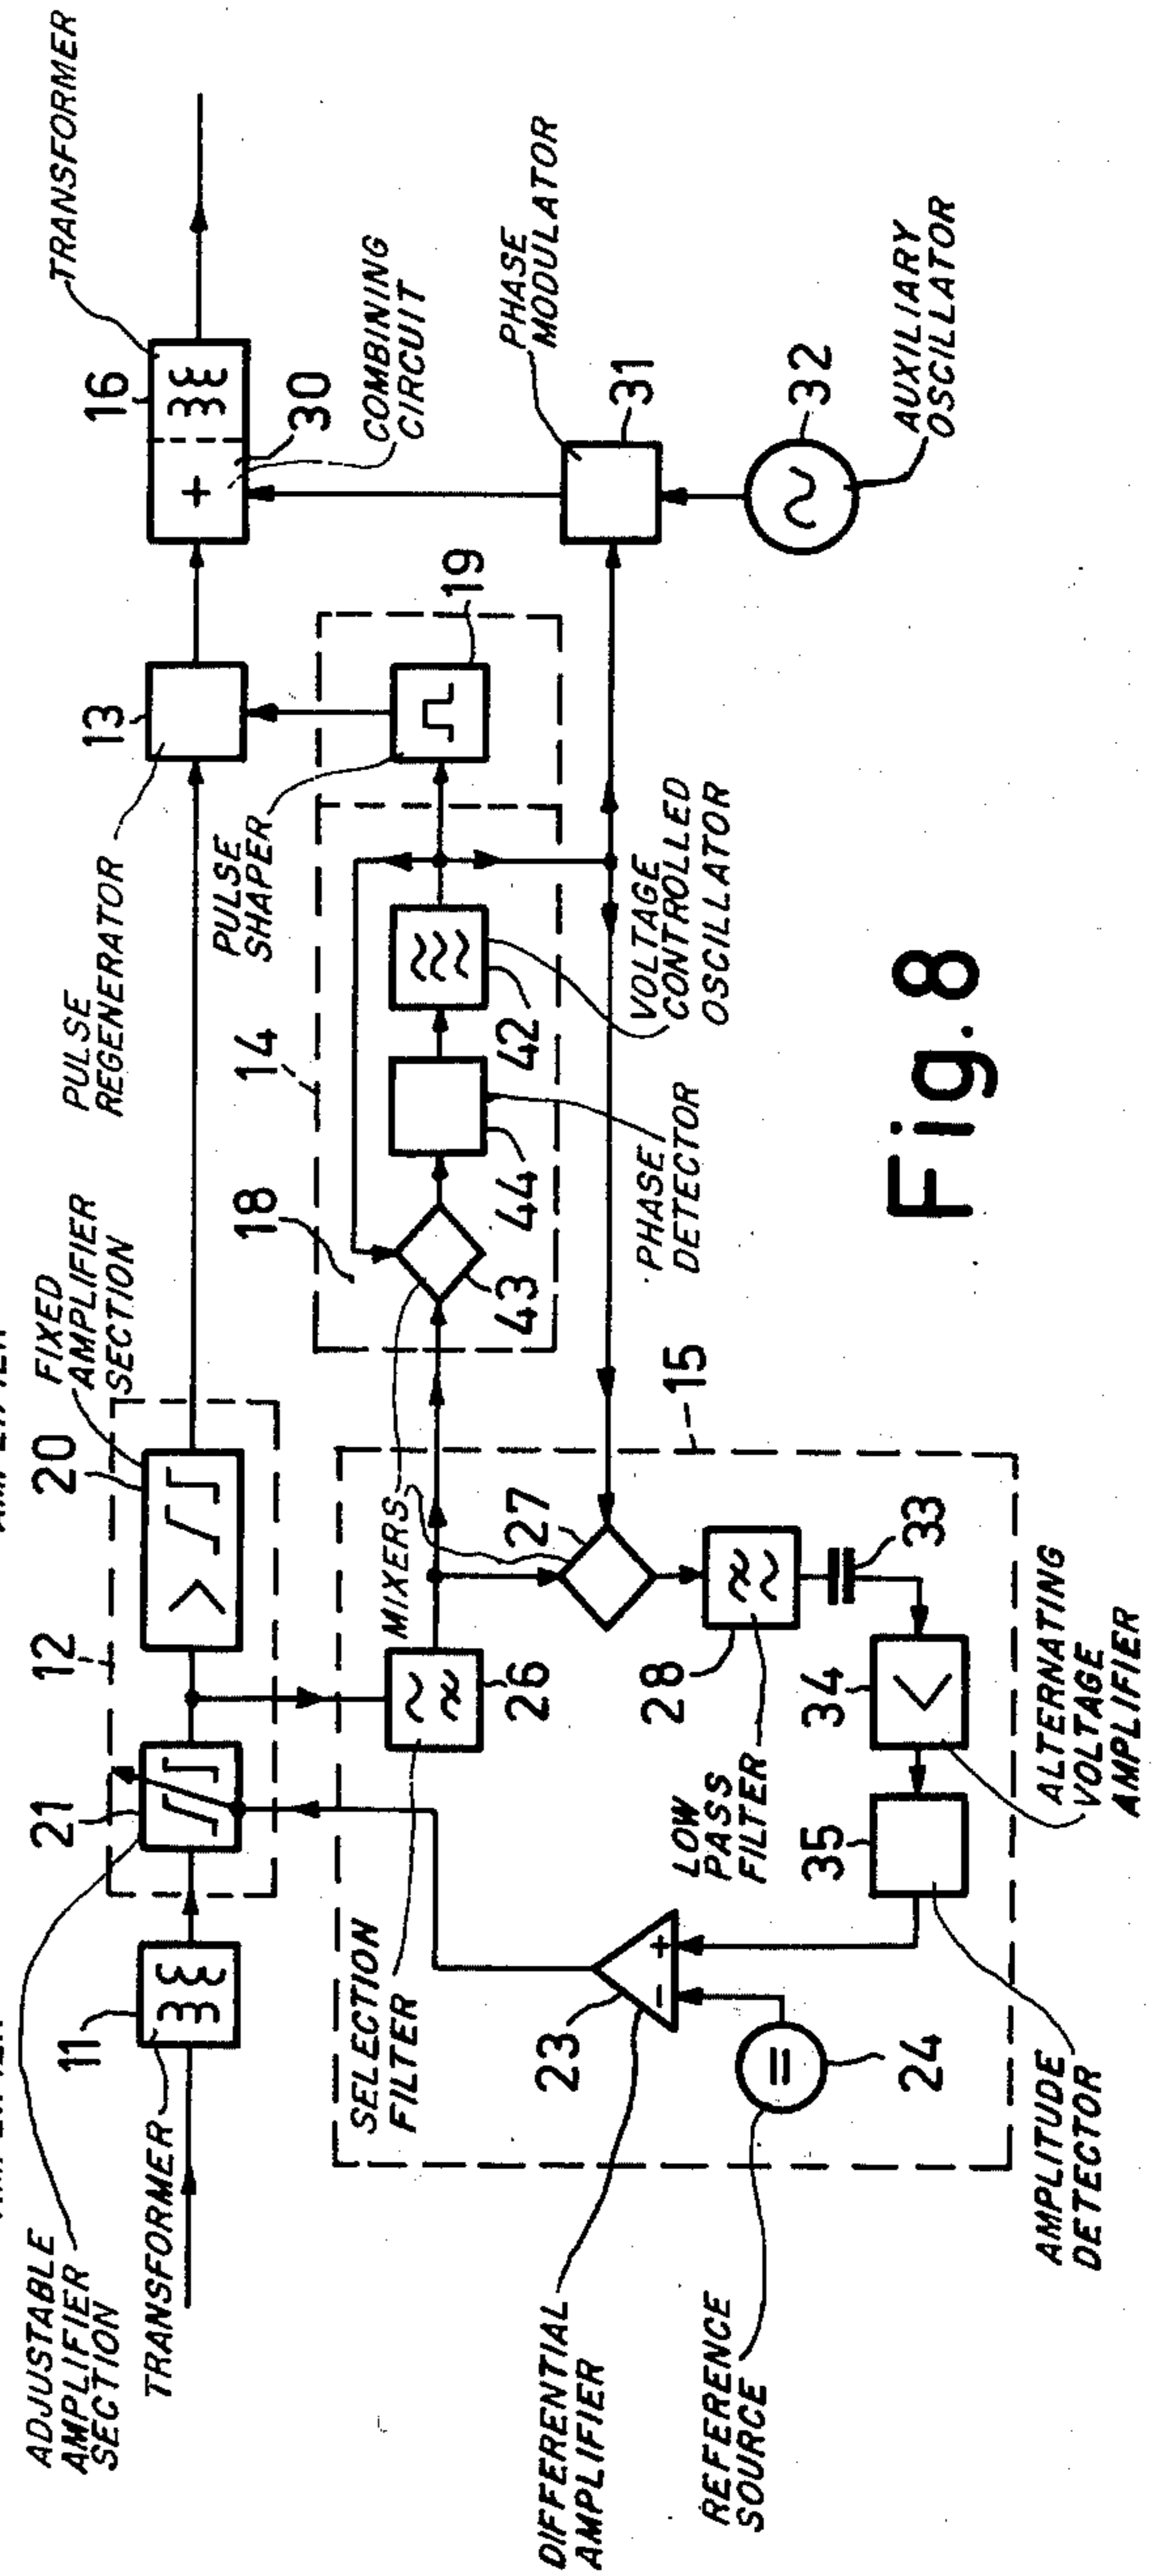 TRANSFORMER
16
30
COMBINING
CIRCUIT
PHASE
MODULATOR
31
32
AUXILIARY
OSCILLATOR
13
PULSE
REGENERATOR
19
PULSE
SHAPER
14
18
42
44
43
VOLTAGE
CONTROLLED
OSCILLATOR
PHASE
DETECTOR
FIXED
AMPLIFIER
SECTION
20
12
21
11
ADJUSTABLE
AMPLIFIER
SECTION
TRANSFORMER
15
MIXERS
27
26
SELECTION
FILTER
28
LOW
PASS
FILTER
33
34
ALTERNATING
VOLTAGE
AMPLIFIER
35
AMPLITUDE
DETECTOR
23
24
DIFFERENTIAL
AMPLIFIER
REFERENCE
SOURCE
+
+
−
=
Fig.8